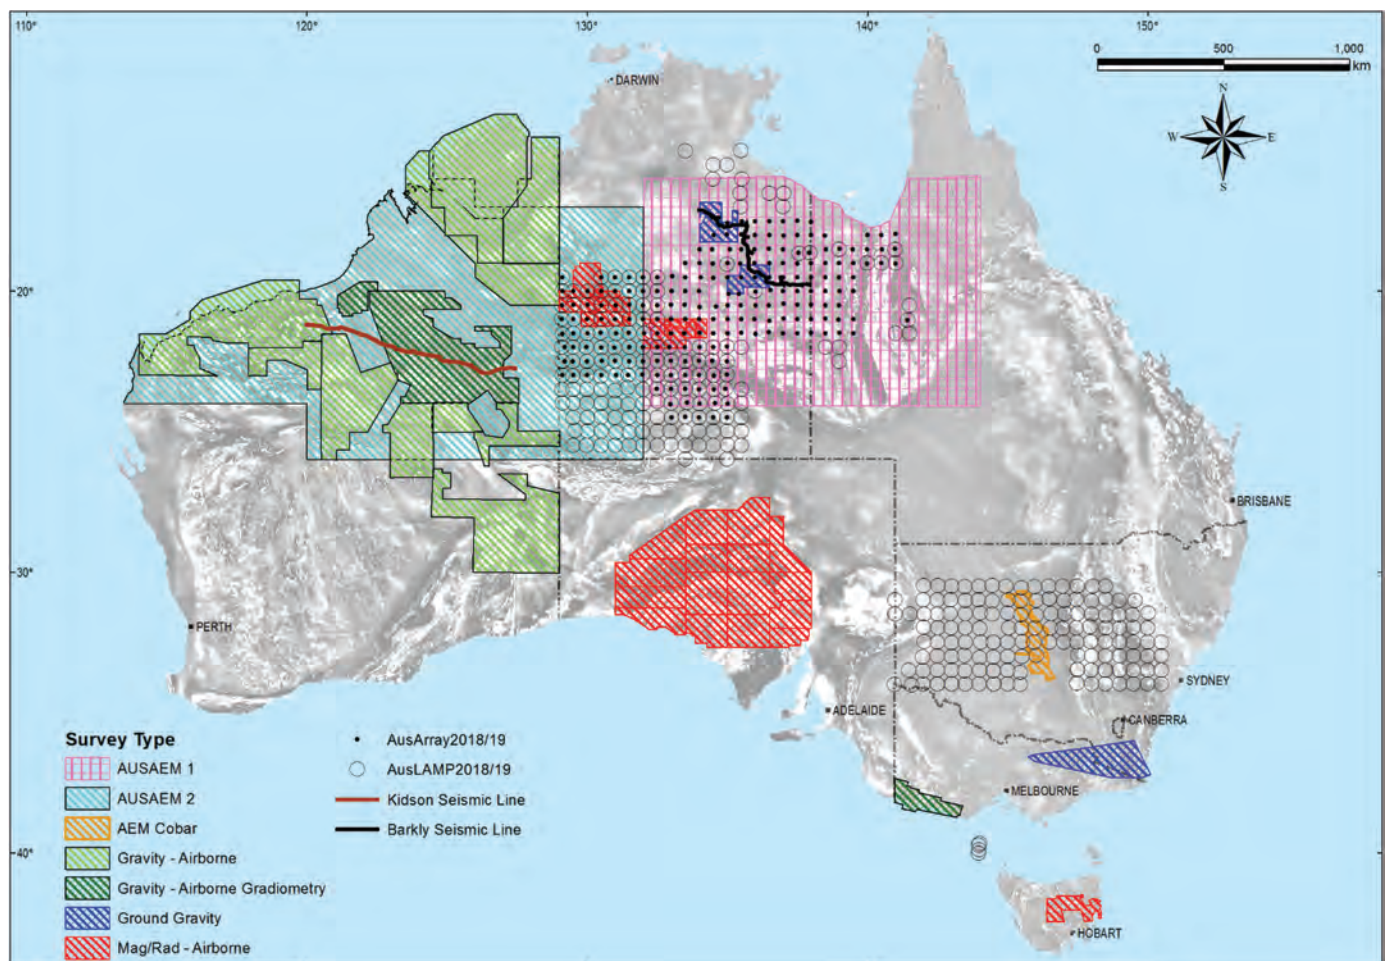 110°
120°
130°
140°
150°
0
500
1,000
km
N
W
E
S
DARWIN
20°
BRISBANE
30°
PERTH
SYDNEY
ADELAIDE
CANBERRA
MELBOURNE
40°
HOBART
Survey Type
AUSAEM 1
AUSAEM 2
AEM Cobar
Gravity - Airborne
Gravity - Airborne Gradiometry
Ground Gravity
Mag/Rad - Airborne
AusArray2018/19
AusLAMP2018/19
Kidson Seismic Line
Barkly Seismic Line